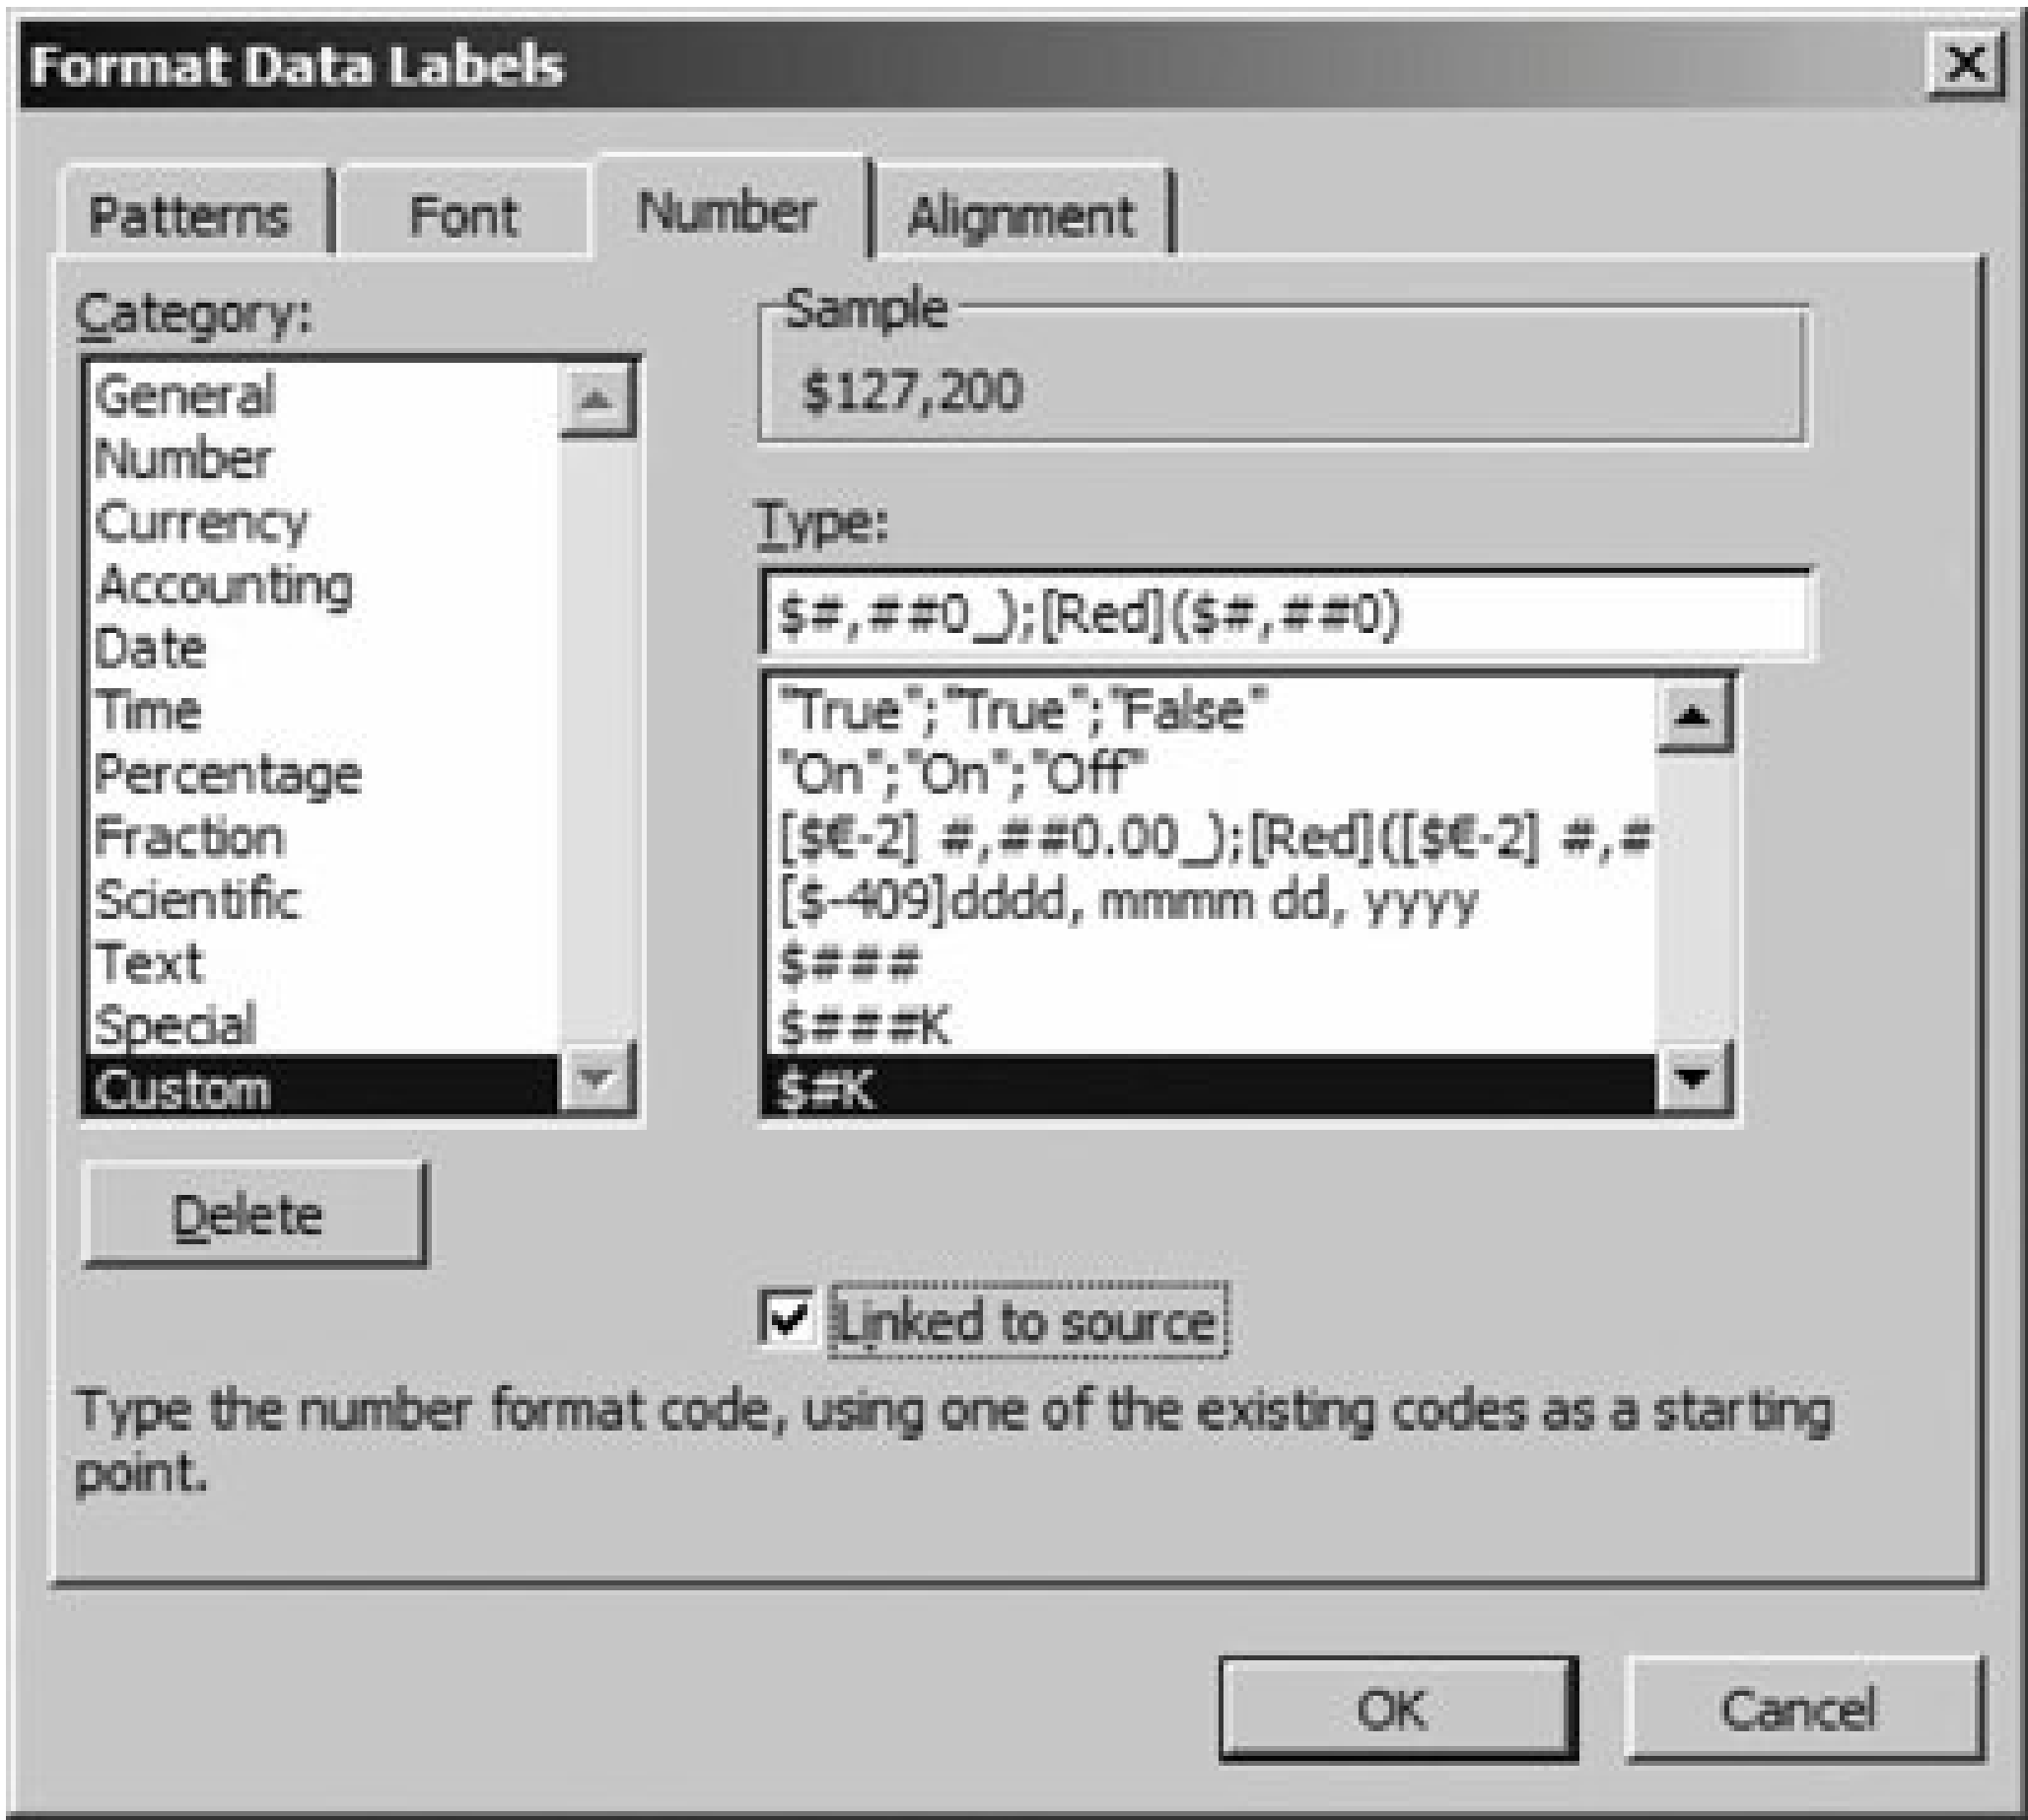 Format Data Labels
Patterns Font Number Alignment
Category:
General
Number
Currency
Accounting
Date
Time
Percentage
Fraction
Scientific
Text
Special
Custom
Delete
Sample
$127,200
Type:
$#,##0_);[Red]($#,##0)
"True";"True";"False"
"On";"On";"Off"
[$€-2] #,##0.00_);[Red]([$€-2] #,#
[$-409]dddd, mmmm dd, yyyy
$###
$###K
$#K
Linked to source
Type the number format code, using one of the existing codes as a starting
point.
OK Cancel